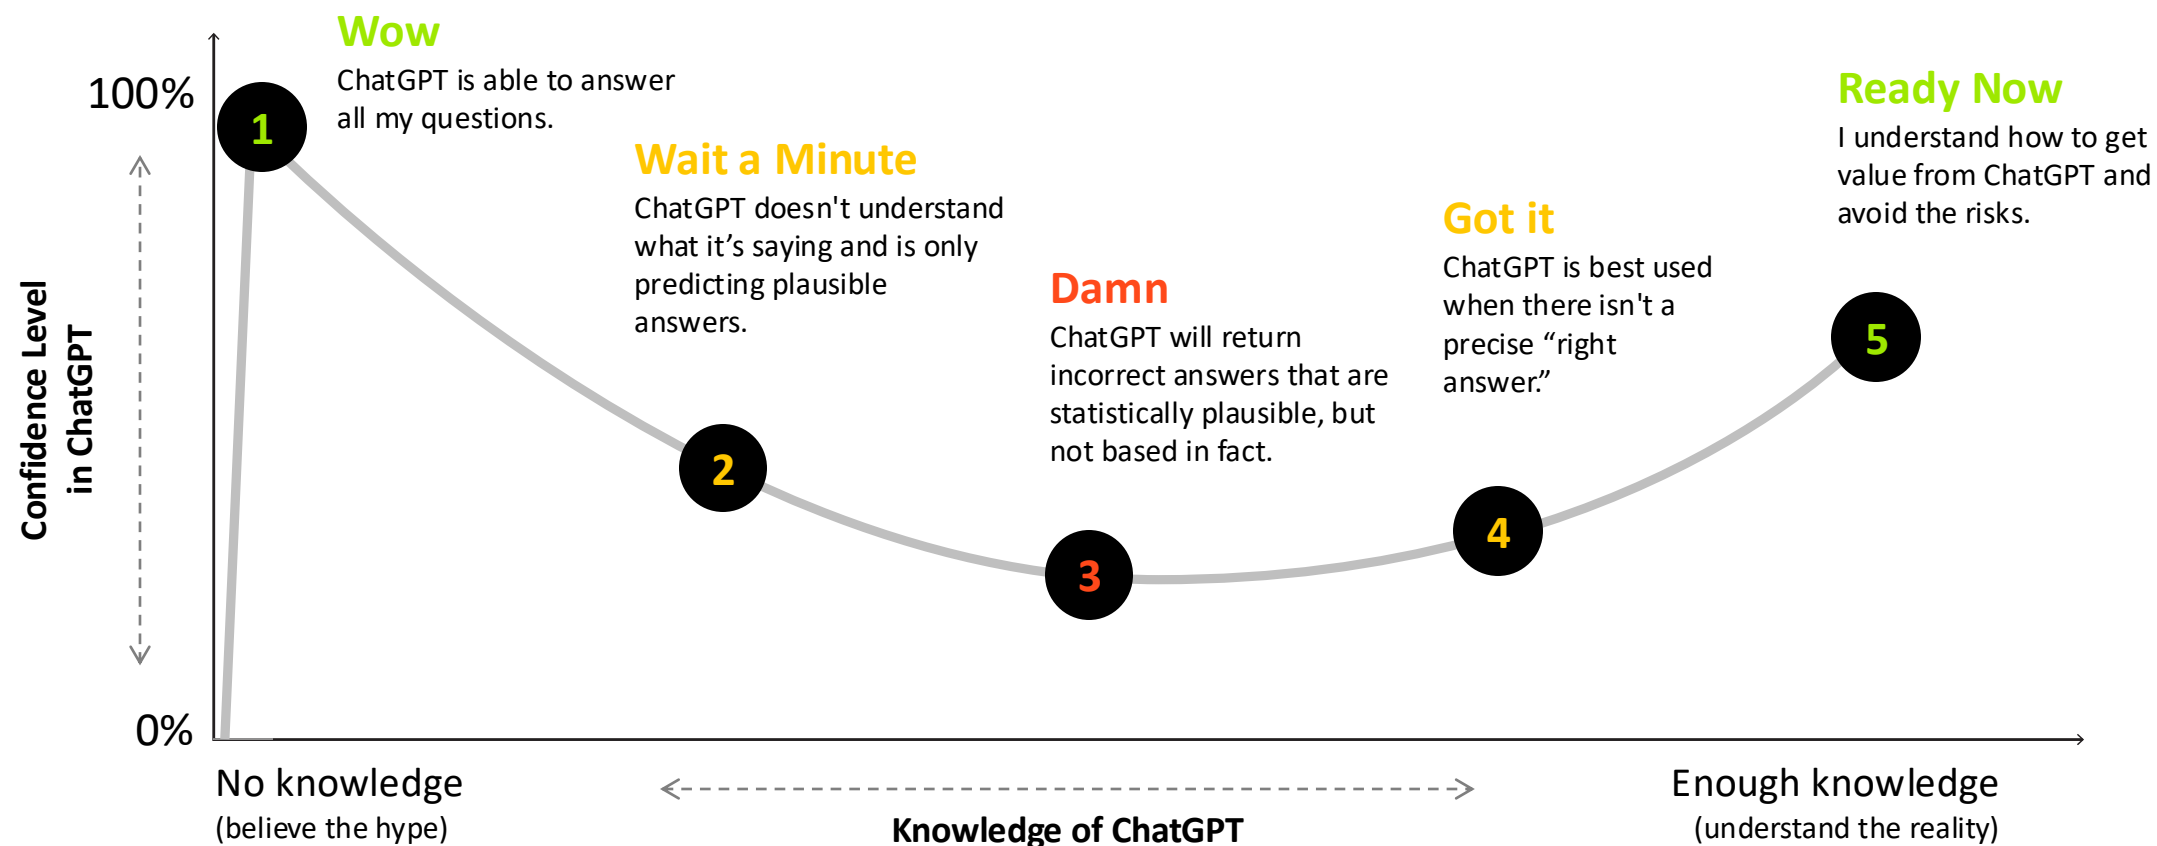 Wow
ChatGPT is able to answer
all my questions.
100%
1
Wait a Minute
ChatGPT doesn't understand
what it’s saying and is only
predicting plausible
answers.
2
Damn
ChatGPT will return
incorrect answers that are
statistically plausible, but
not based in fact.
3
Got it
ChatGPT is best used
when there isn't a
precise “right
answer.”
4
Ready Now
I understand how to get
value from ChatGPT and
avoid the risks.
5
Confidence Level
in ChatGPT
0%
No knowledge
(believe the hype)
Knowledge of ChatGPT
Enough knowledge
(understand the reality)